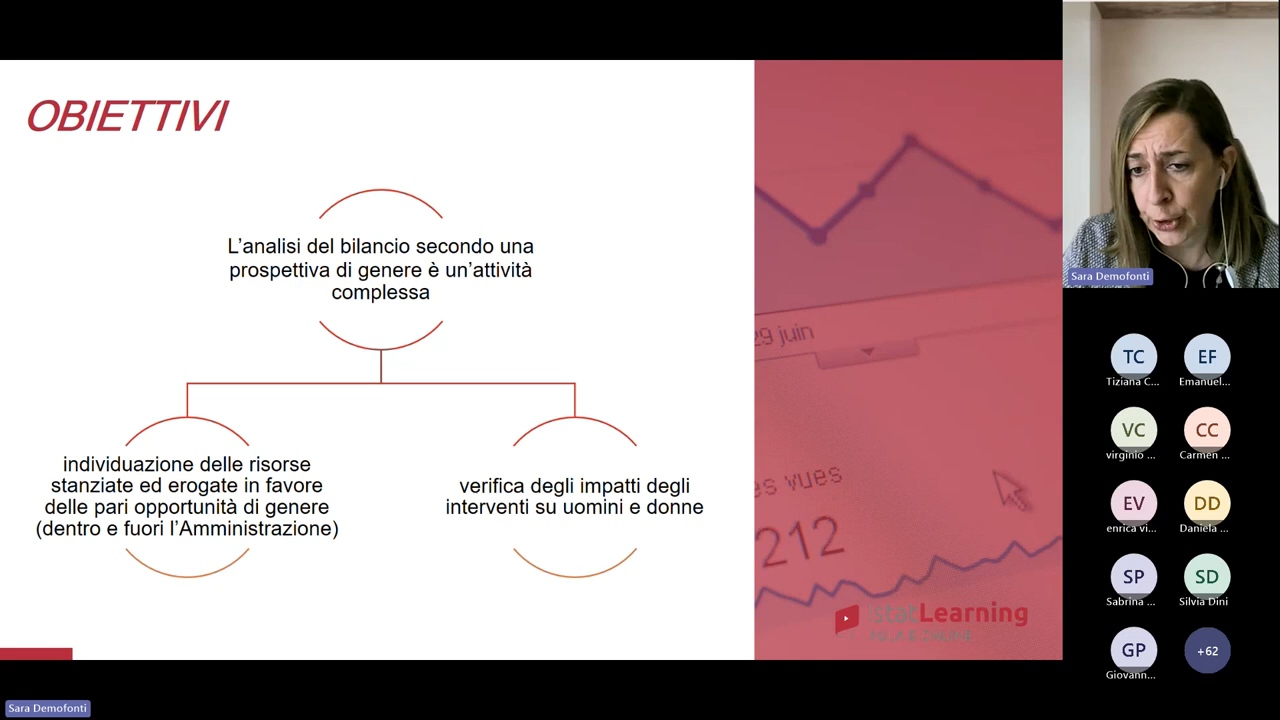 OBIETTIVI
L'analisi del bilancio secondo una
prospettiva di genere è un'attività
complessa
individuazione delle risorse
stanziate ed erogate in favore
delle pari opportunità di genere
(dentro e fuori l'Amministrazione)
verifica degli impatti degli
interventi su uomini e donne
29 juin
es vues
212
istatLearning
Sara Demofonti
TC
EF
Tiziana C...
Emanuel...
VC
CC
virginio ...
Carmen ...
EV
DD
enrica vi...
Daniela ...
SP
SD
Sabrina ...
Silvia Dini
GP
+62
Giovann...
Sara Demofonti